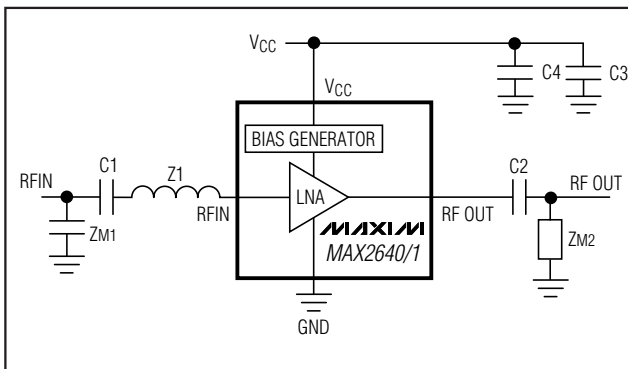 VCC
C4
C3
VCC
BIAS GENERATOR
C1
Z1
C2
RFIN
RF OUT
LNA
RFIN
RF OUT
ZM1
MAXIM
ZM2
MAX2640/1
GND